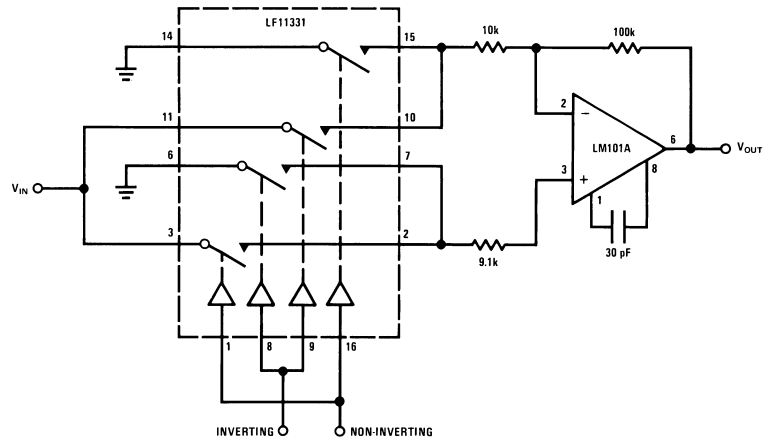 LF11331
14
15
10k
100k
11
10
2
−
LM101A
6
VOUT
6
7
3
+
8
1
VIN
3
2
9.1k
30 pF
1
8
9
16
INVERTING
NON-INVERTING